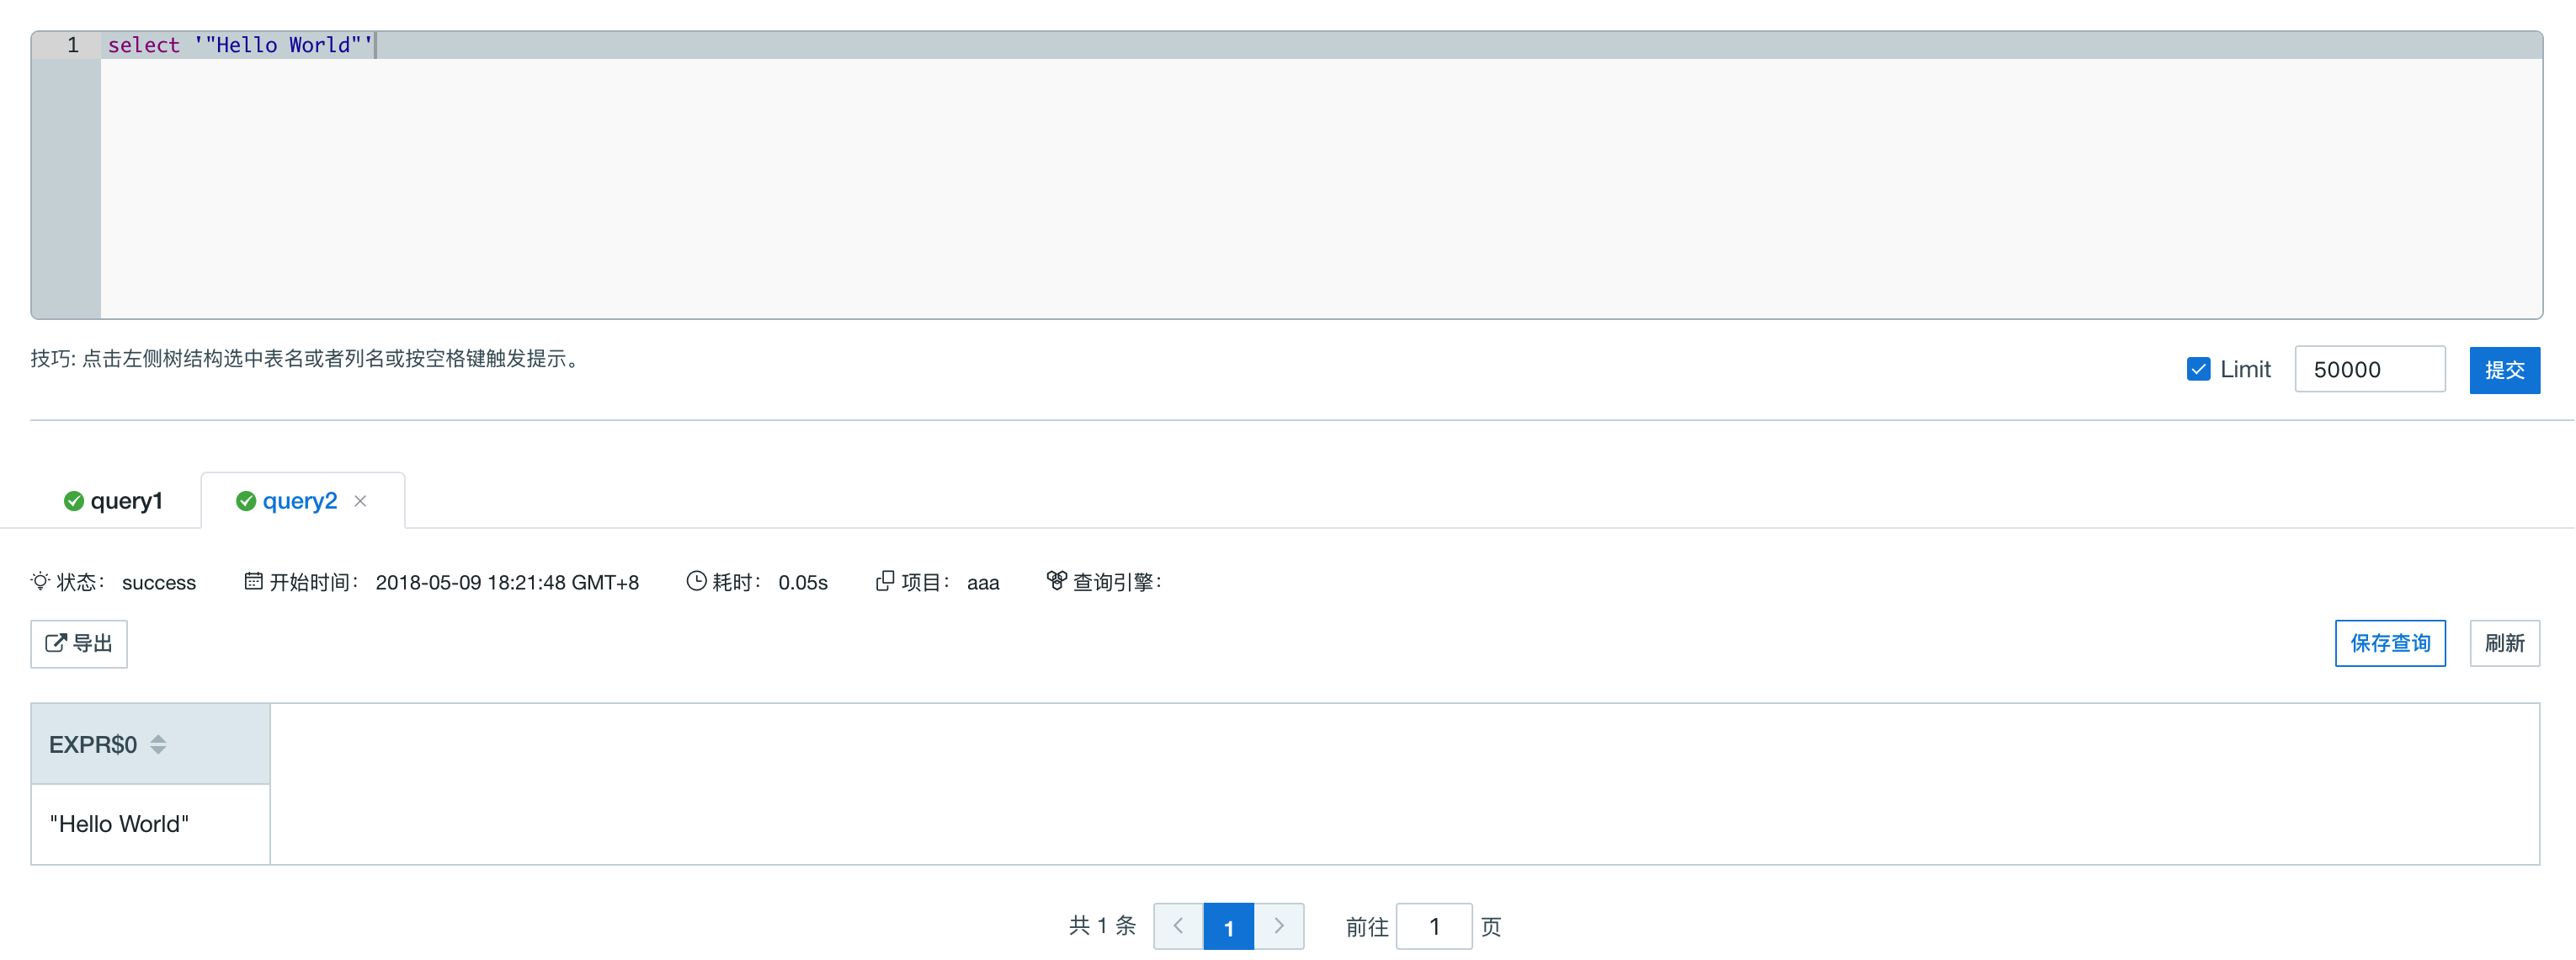 1 select '"Hello World"'
技巧: 点击左侧树结构选中表名或者列名或按空格键触发提示。
Limit 50000 提交
query1 query2
状态： success 开始时间： 2018-05-09 18:21:48 GMT+8 耗时： 0.05s 项目： aaa 查询引擎：
导出 保存查询 刷新
EXPR$0
"Hello World"
共 1 条 1 前往 1 页